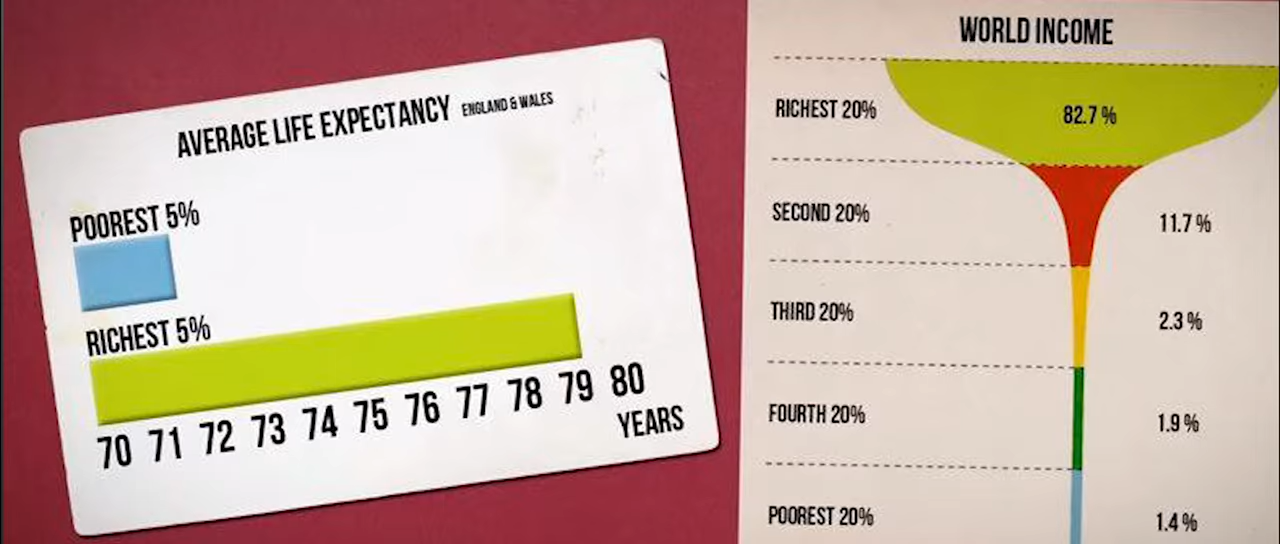 AVERAGE LIFE EXPECTANCY ENGLAND & WALES
POOREST 5%
RICHEST 5%
70 71 72 73 74 75 76 77 78 79 80
YEARS
WORLD INCOME
RICHEST 20% 82.7 %
SECOND 20% 11.7 %
THIRD 20% 2.3 %
FOURTH 20% 1.9 %
POOREST 20% 1.4 %